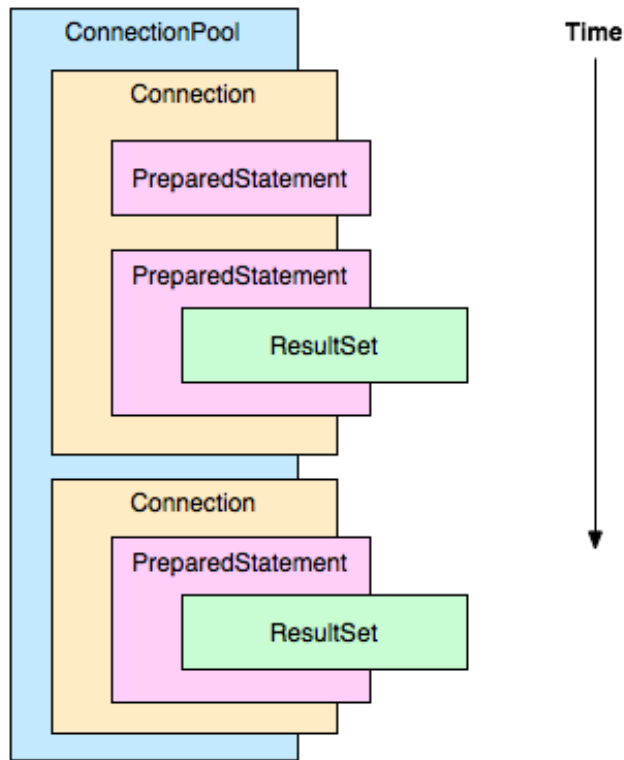 ConnectionPool
Time
Connection
PreparedStatement
PreparedStatement
ResultSet
Connection
PreparedStatement
ResultSet